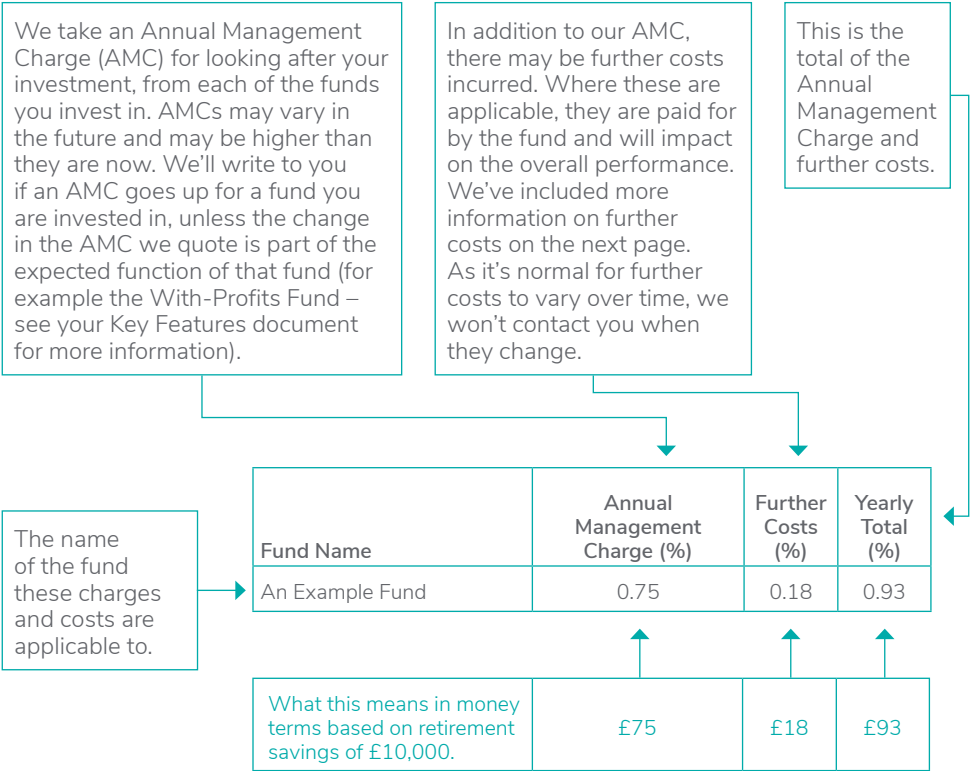 We take an Annual Management
Charge (AMC) for looking after your
investment, from each of the funds
you invest in. AMCs may vary in
the future and may be higher than
they are now. We’ll write to you
if an AMC goes up for a fund you
are invested in, unless the change
in the AMC we quote is part of the
expected function of that fund (for
example the With-Profits Fund –
see your Key Features document
for more information).
In addition to our AMC,
there may be further costs
incurred. Where these are
applicable, they are paid for
by the fund and will impact
on the overall performance.
We’ve included more
information on further
costs on the next page.
As it’s normal for further
costs to vary over time, we
won’t contact you when
they change.
This is the
total of the
Annual
Management
Charge and
further costs.
The name
of the fund
these charges
and costs are
applicable to.
Fund Name
Annual
Management
Charge (%)
Further
Costs
(%)
Yearly
Total
(%)
An Example Fund 0.75 0.18 0.93
What this means in money
terms based on retirement
savings of £10,000.
£75 £18 £93